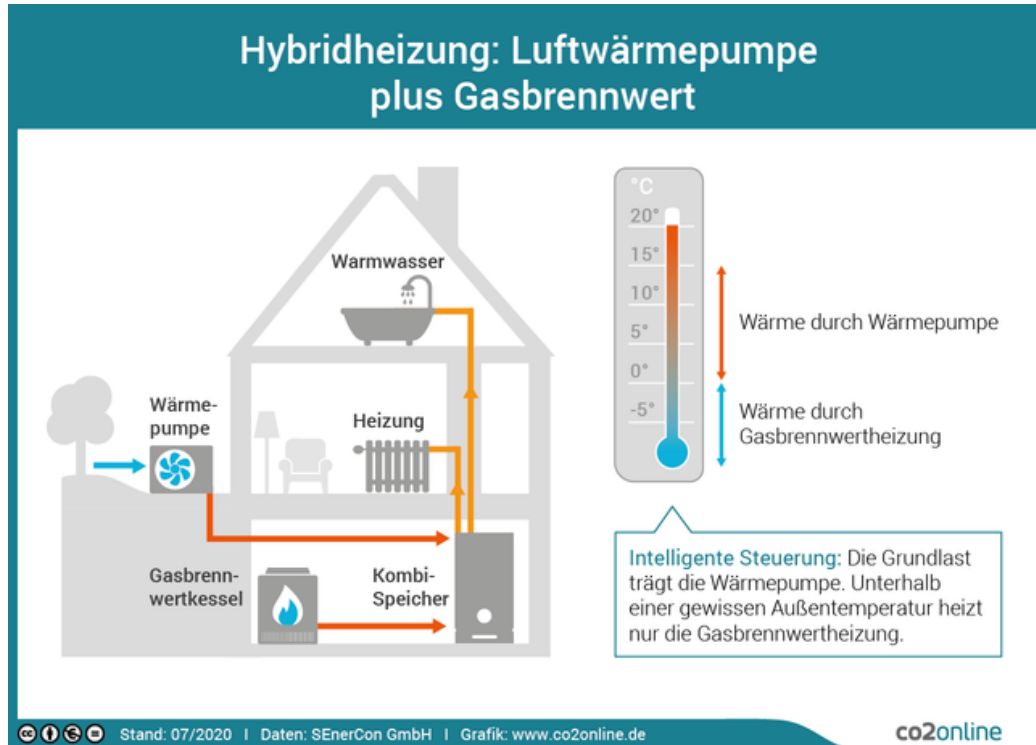 Hybridheizung: Luftwärmepumpe
plus Gasbrennwert
Warmwasser
Wärme-
pumpe
Heizung
Gasbrenn-
wertkessel
Kombi-
Speicher
°C
20°
15°
10°
5°
0°
-5°
Wärme durch Wärmepumpe
Wärme durch
Gasbrennwertheizung
Intelligente Steuerung: Die Grundlast
trägt die Wärmepumpe. Unterhalb
einer gewissen Außentemperatur heizt
nur die Gasbrennwertheizung.
cc Stand: 07/2020 I Daten: SEnerCon GmbH I Grafik: www.co2online.de
co2online